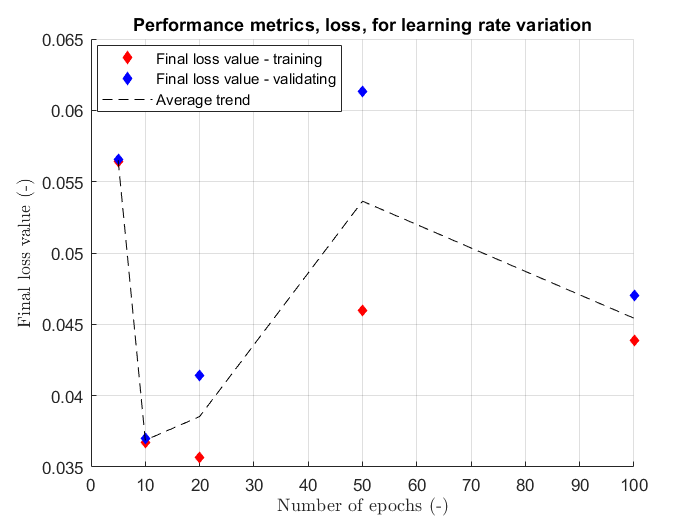 Performance metrics, loss, for learning rate variation
0.065
Final loss value - training
Final loss value - validating
Average trend
0.06
0.055
0.05
0.045
0.04
0.035
Final loss value (-)
0 10 20 30 40 50 60 70 80 90 100
Number of epochs (-)